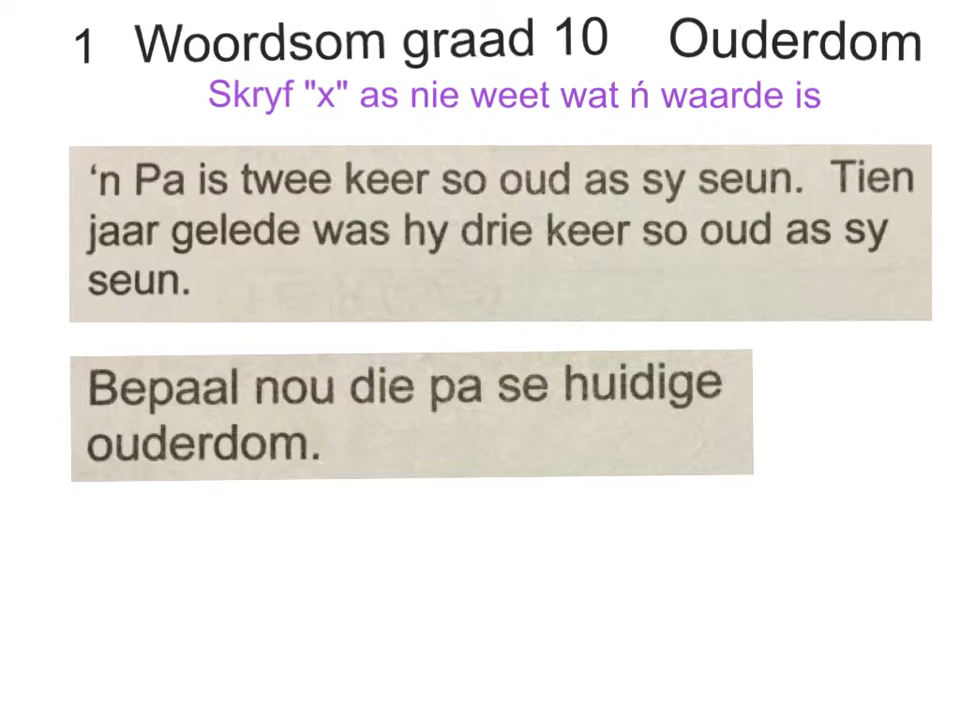 1 Woordsom graad 10 Ouderdom
Skryf "x" as nie weet wat ń waarde is
‘n Pa is twee keer so oud as sy seun. Tien
jaar gelede was hy drie keer so oud as sy
seun.
Bepaal nou die pa se huidige
ouderdom.